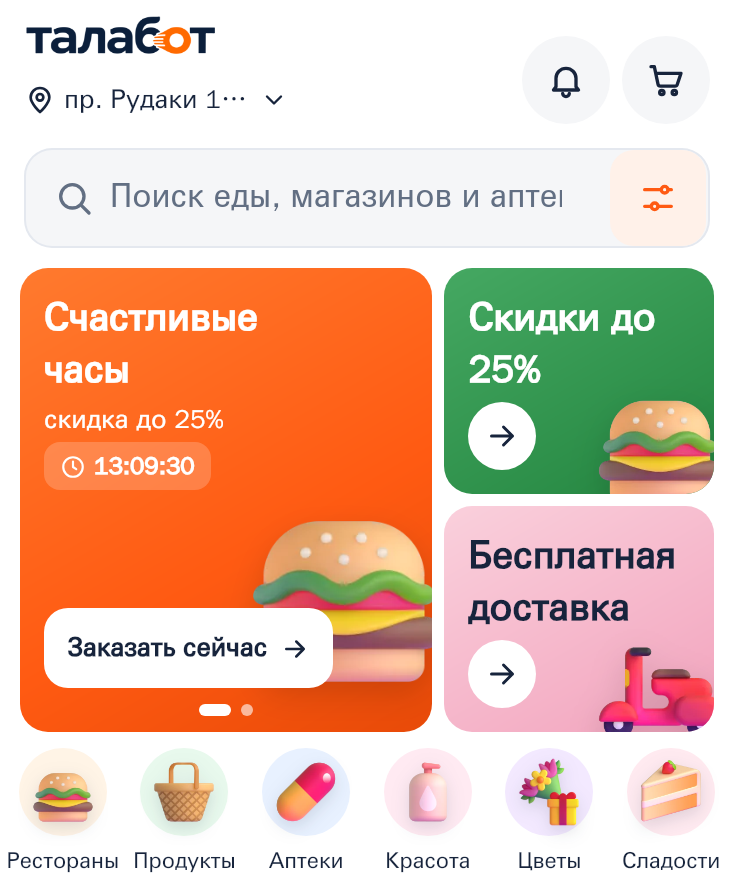 талабот
пр. Рудаки 1...
Поиск еды, магазинов и апте
Счастливые
часы
скидка до 25%
13:09:30
Заказать сейчас
Скидки до
25%
Бесплатная
доставка
Рестораны Продукты Аптеки Красота Цветы Сладости